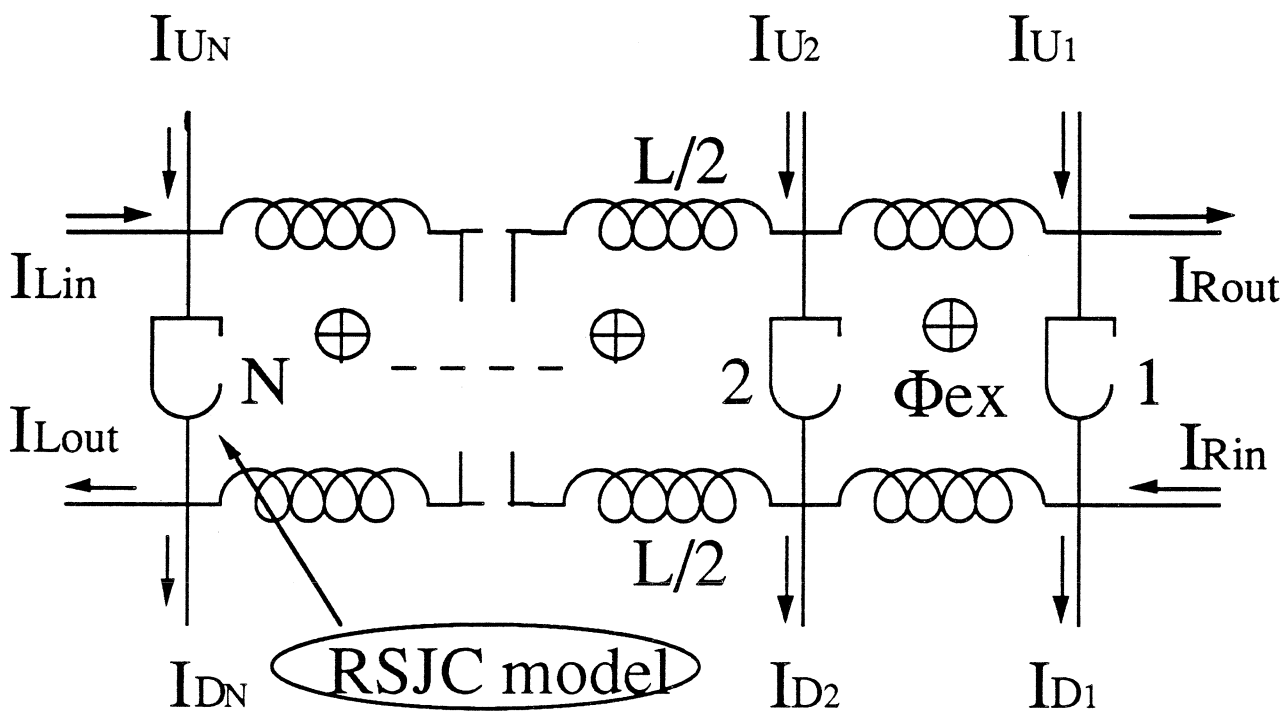 IUN IU2 IU1
L/2
ILin IRout
N 2 Φex 1
ILout IRin
L/2
RSJC model
IDN ID2 ID1